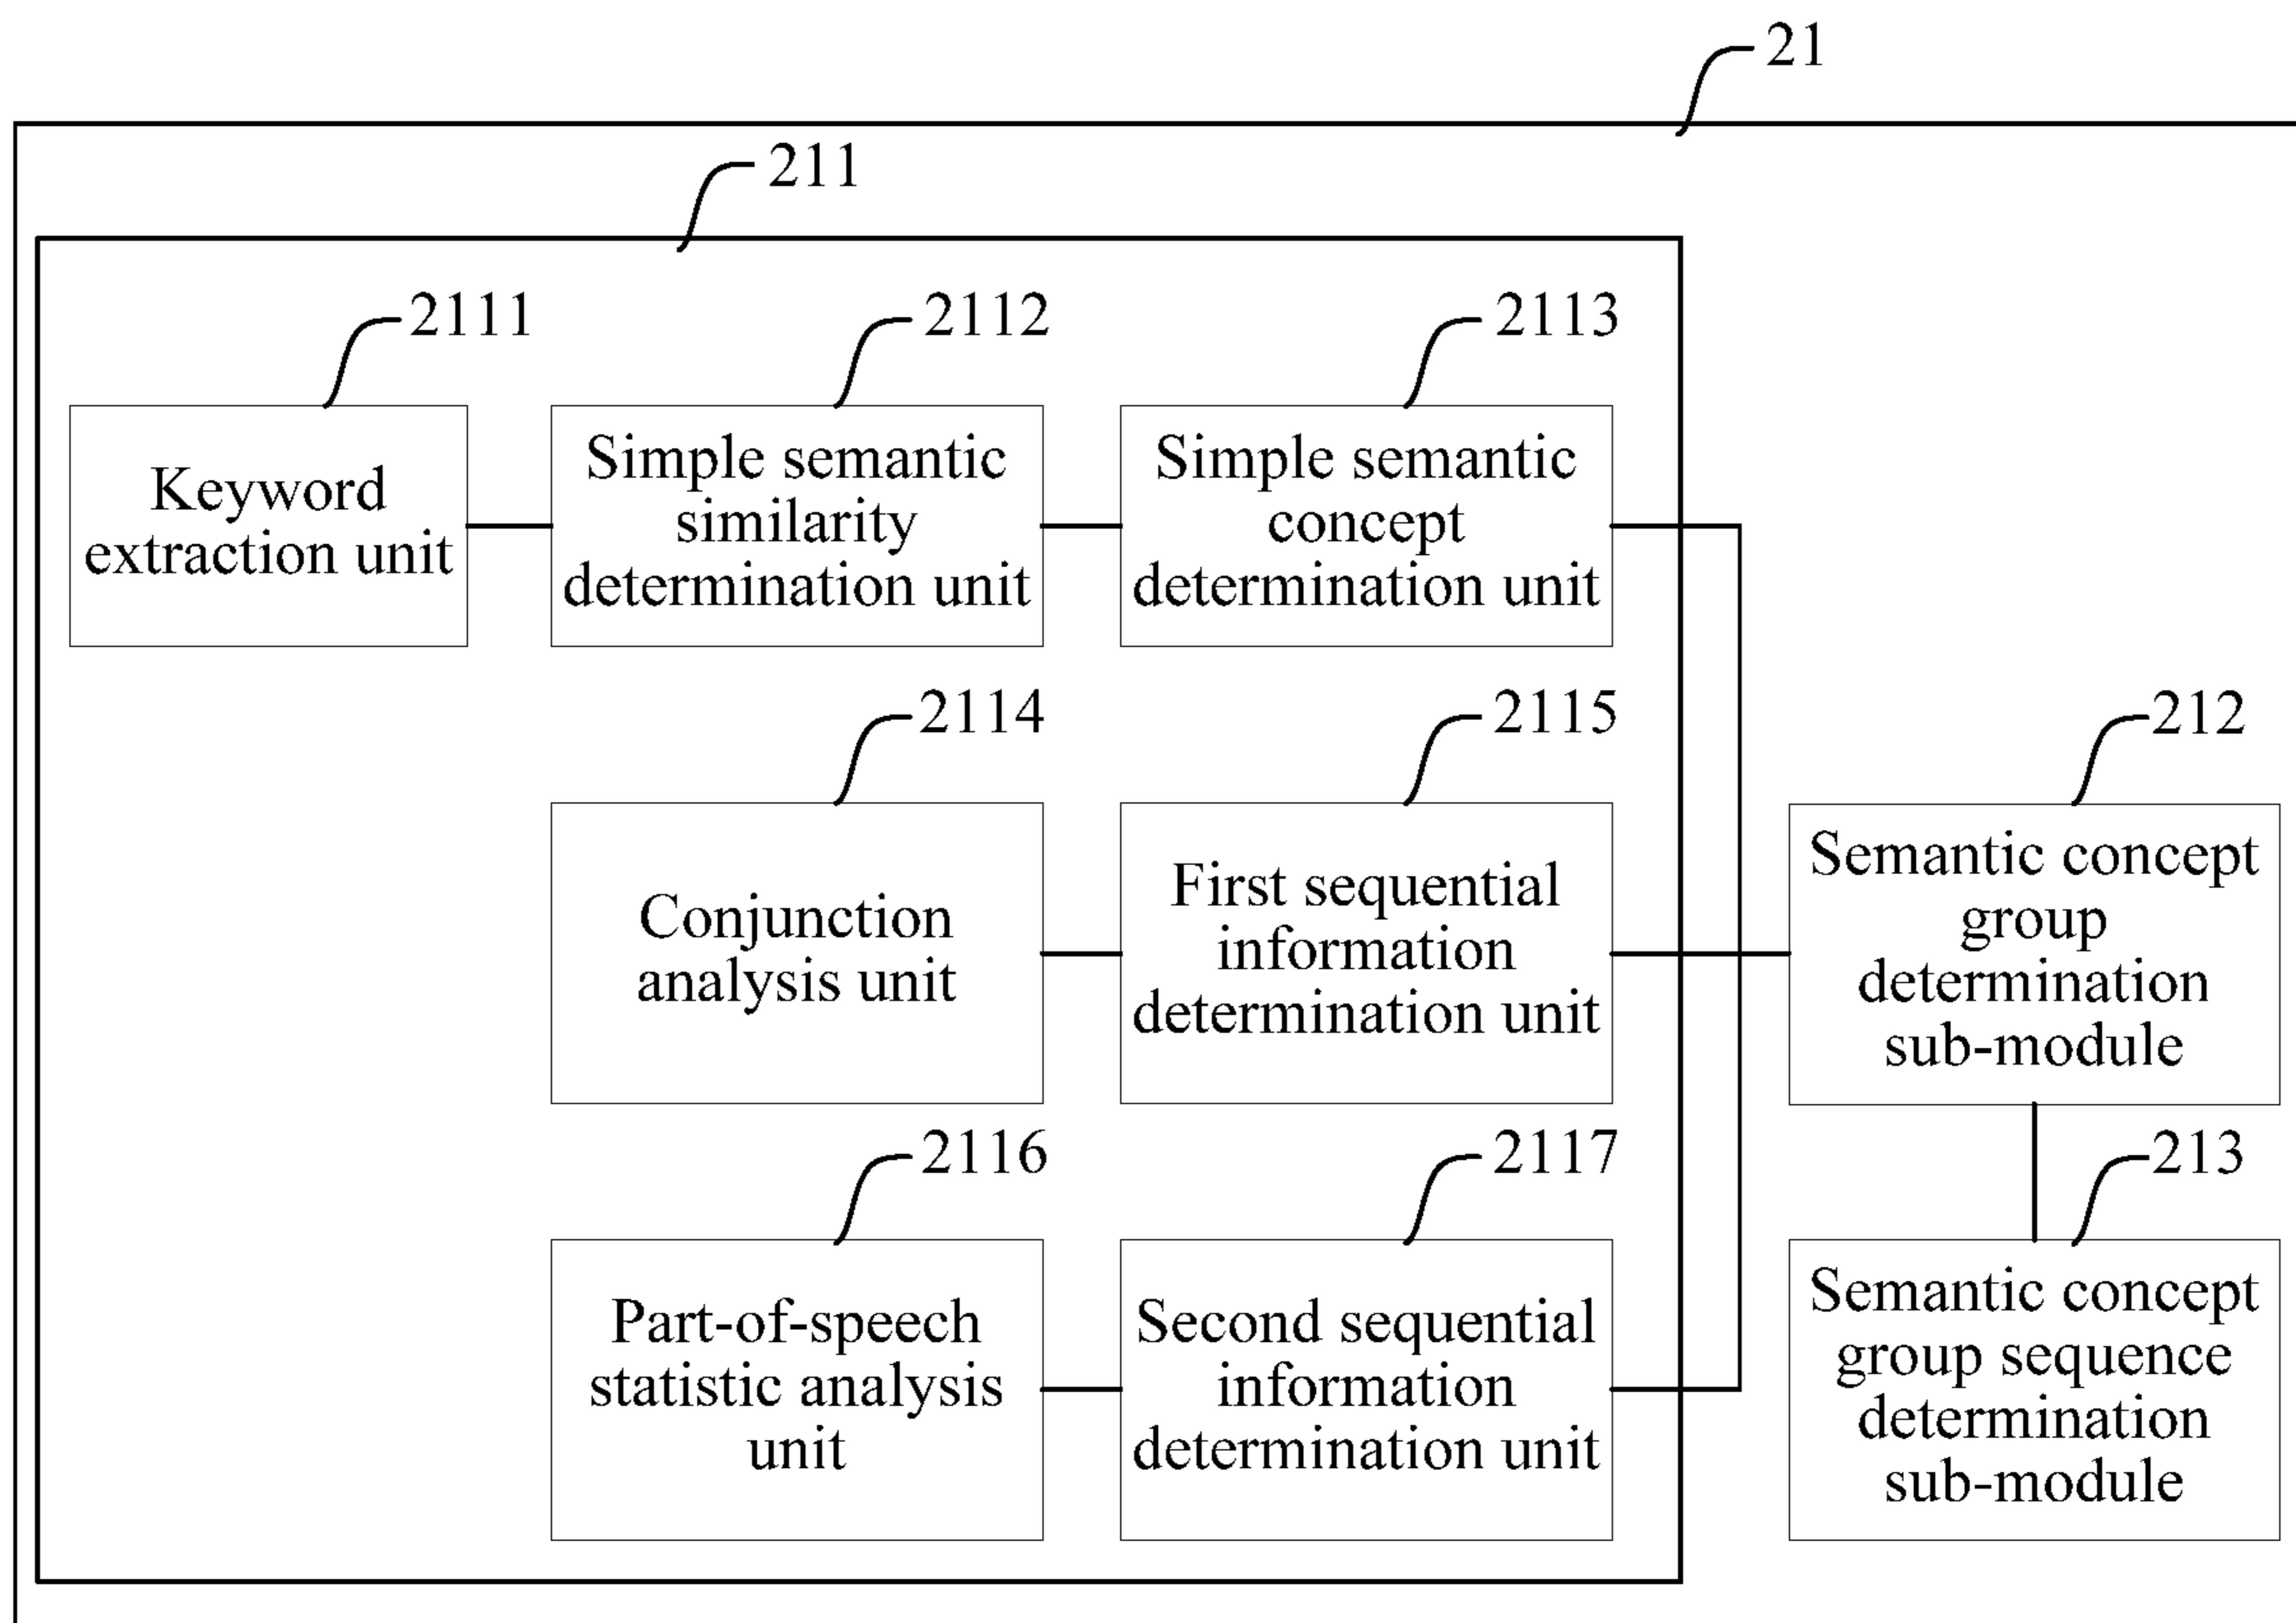 21
211
2111
2112
2113
Keyword
extraction unit
Simple semantic
similarity
determination unit
Simple semantic
concept
determination unit
2114
2115
212
Conjunction
analysis unit
First sequential
information
determination unit
Semantic concept
group
determination
sub-module
2116
2117
213
Part-of-speech
statistic analysis
unit
Second sequential
information
determination unit
Semantic concept
group sequence
determination
sub-module